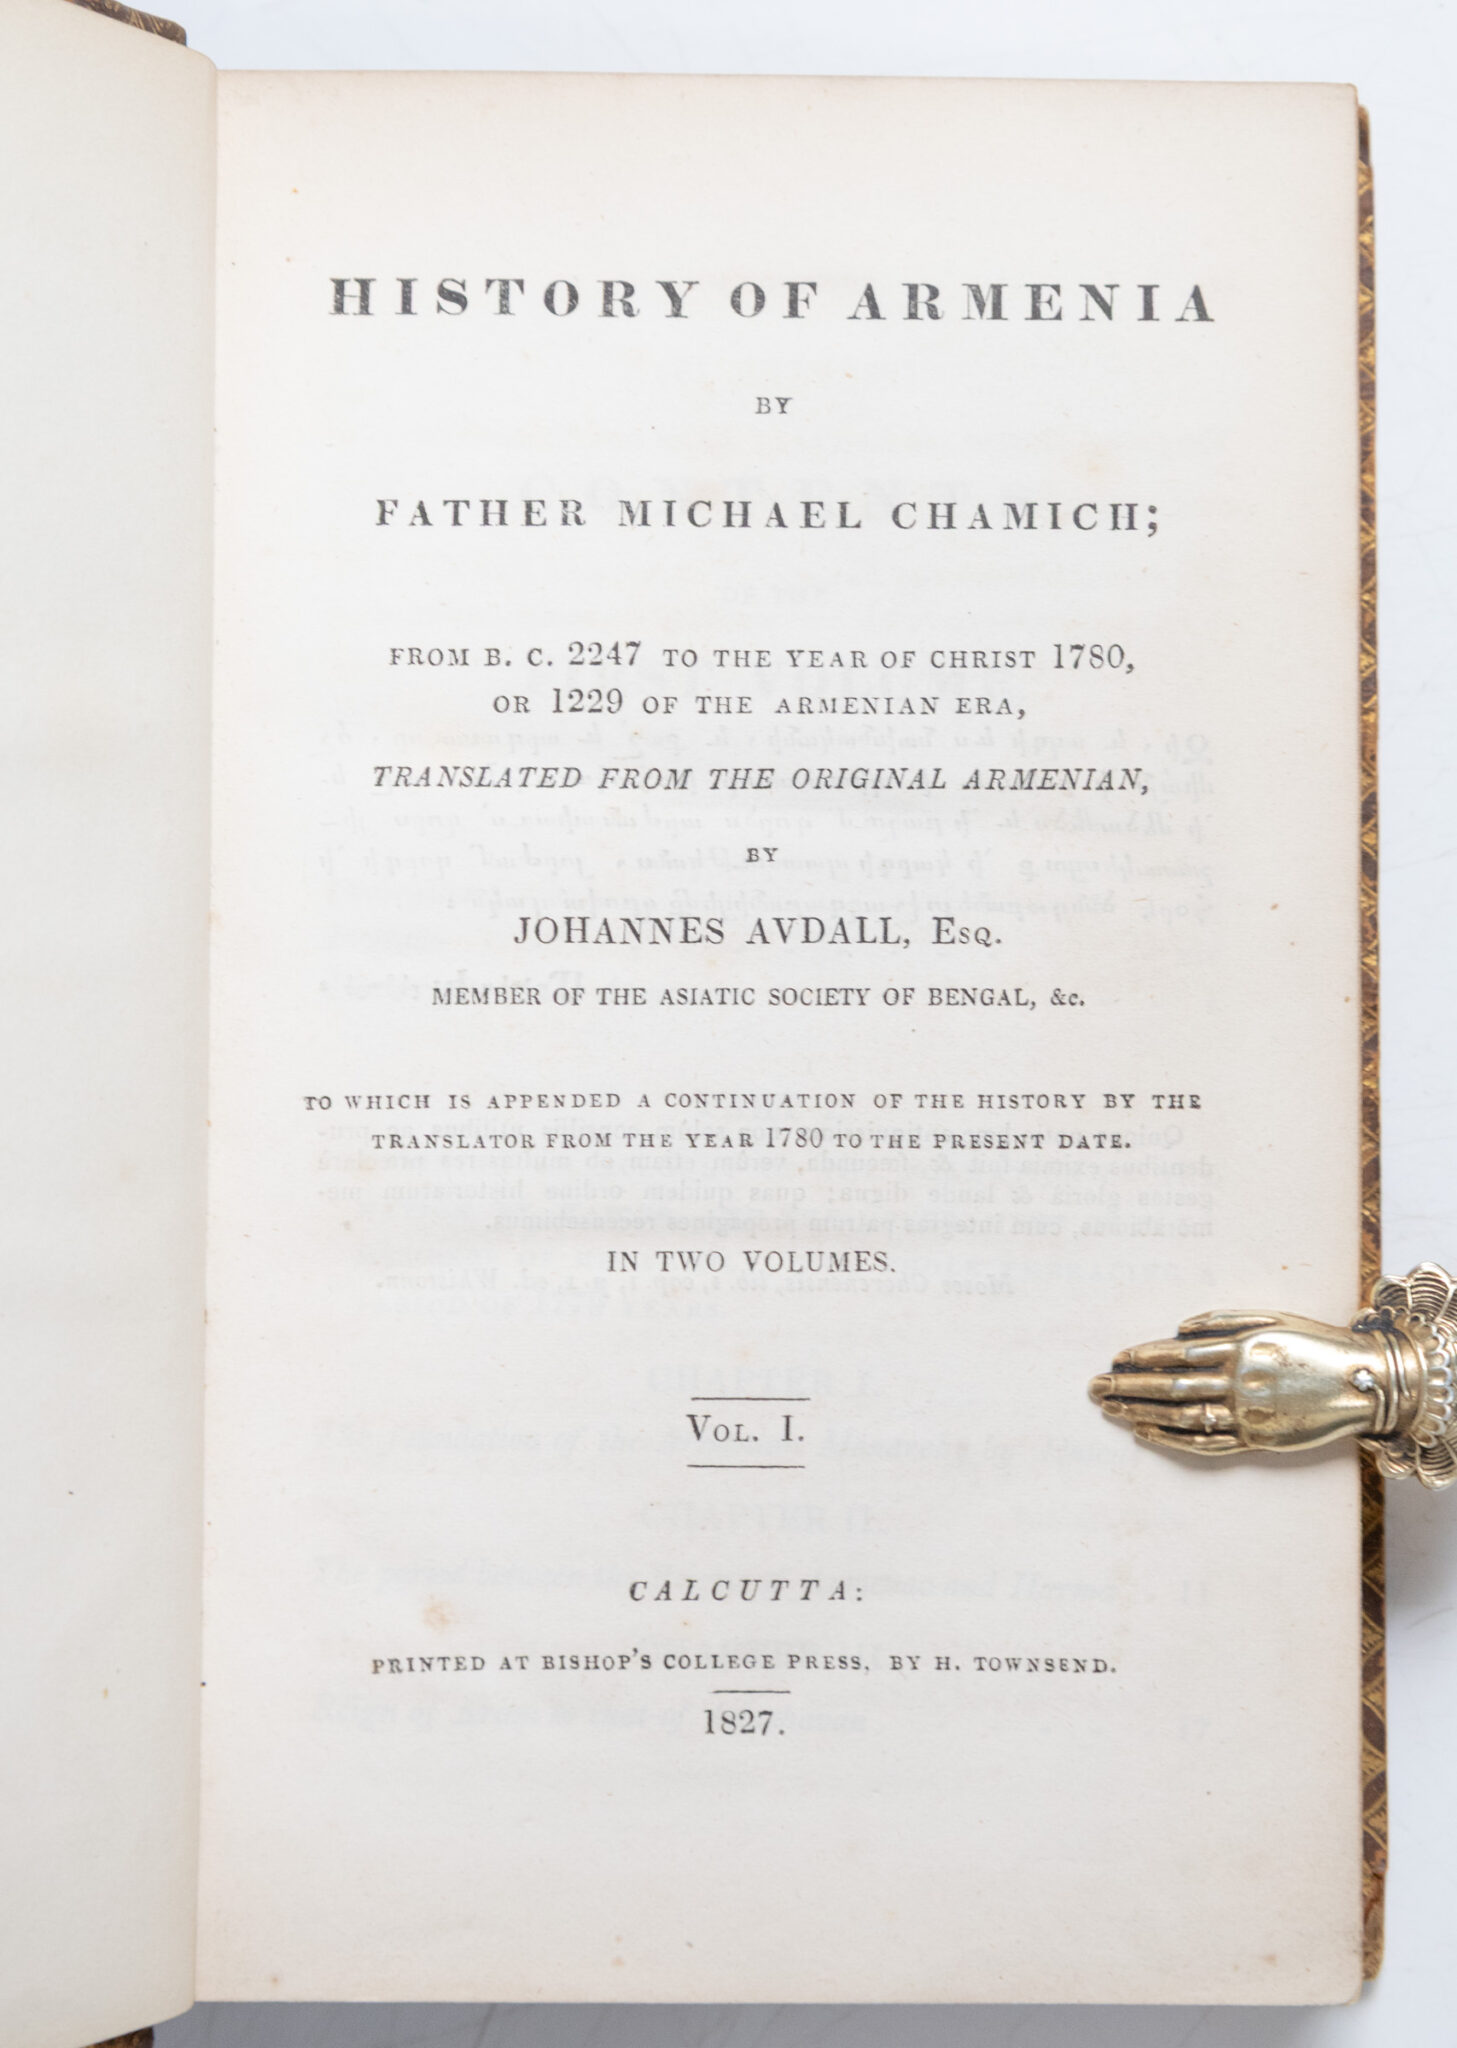 HISTORY OF ARMENIA
BY
FATHER MICHAEL CHAMICH;
FROM B. C. 2247 TO THE YEAR OF CHRIST 1780,
OR 1229 OF THE ARMENIAN ERA,
TRANSLATED FROM THE ORIGINAL ARMENIAN,
BY
JOHANNES AVDALL, ESQ.
MEMBER OF THE ASIATIC SOCIETY OF BENGAL, &c.
TO WHICH IS APPENDED A CONTINUATION OF THE HISTORY BY THE
TRANSLATOR FROM THE YEAR 1780 TO THE PRESENT DATE.
IN TWO VOLUMES.
VOL. I.
CALCUTTA:
PRINTED AT BISHOP'S COLLEGE PRESS, BY H. TOWNSEND.
1827.